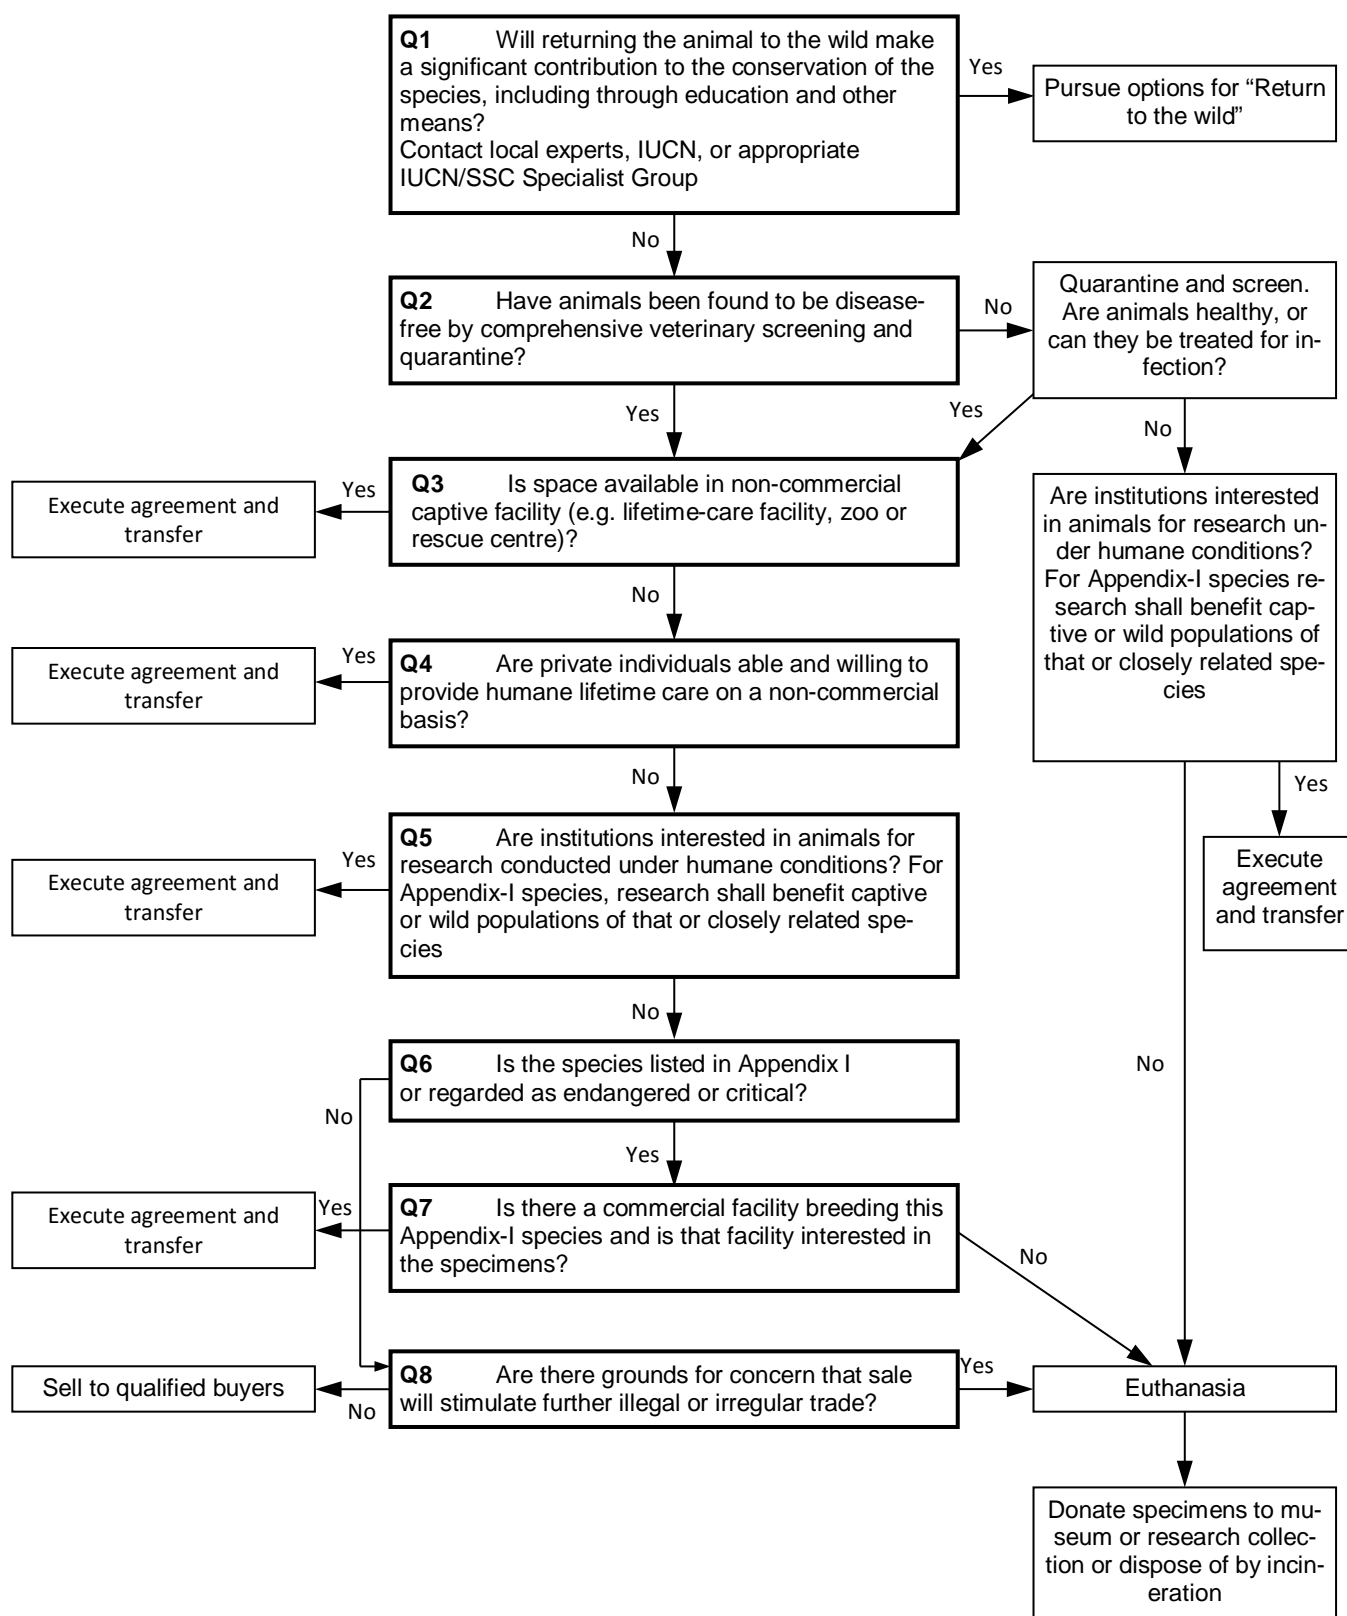 Q1 Will returning the animal to the wild make
a significant contribution to the conservation of the
species, including through education and other
means?
Contact local experts, IUCN, or appropriate
IUCN/SSC Specialist Group
Yes
Pursue options for “Return
to the wild”
No
Q2 Have animals been found to be disease-
free by comprehensive veterinary screening and
quarantine?
No
Quarantine and screen.
Are animals healthy, or
can they be treated for in-
fection?
Yes
Yes
No
Q3 Is space available in non-commercial
captive facility (e.g. lifetime-care facility, zoo or
rescue centre)?
Yes
Execute agreement and
transfer
Are institutions interested
in animals for research un-
der humane conditions?
For Appendix-I species re-
search shall benefit cap-
tive or wild populations of
that or closely related spe-
cies
No
Q4 Are private individuals able and willing to
provide humane lifetime care on a non-commercial
basis?
Yes
Execute agreement and
transfer
No
Yes
Execute
agreement
and transfer
Q5 Are institutions interested in animals for
research conducted under humane conditions? For
Appendix-I species, research shall benefit captive
or wild populations of that or closely related spe-
cies
Yes
Execute agreement and
transfer
No
Q6 Is the species listed in Appendix I
or regarded as endangered or critical?
No
No
Yes
Q7 Is there a commercial facility breeding this
Appendix-I species and is that facility interested in
the specimens?
Yes
Execute agreement and
transfer
No
Q8 Are there grounds for concern that sale
will stimulate further illegal or irregular trade?
Yes
No
Sell to qualified buyers
Euthanasia
Donate specimens to mu-
seum or research collec-
tion or dispose of by incin-
eration